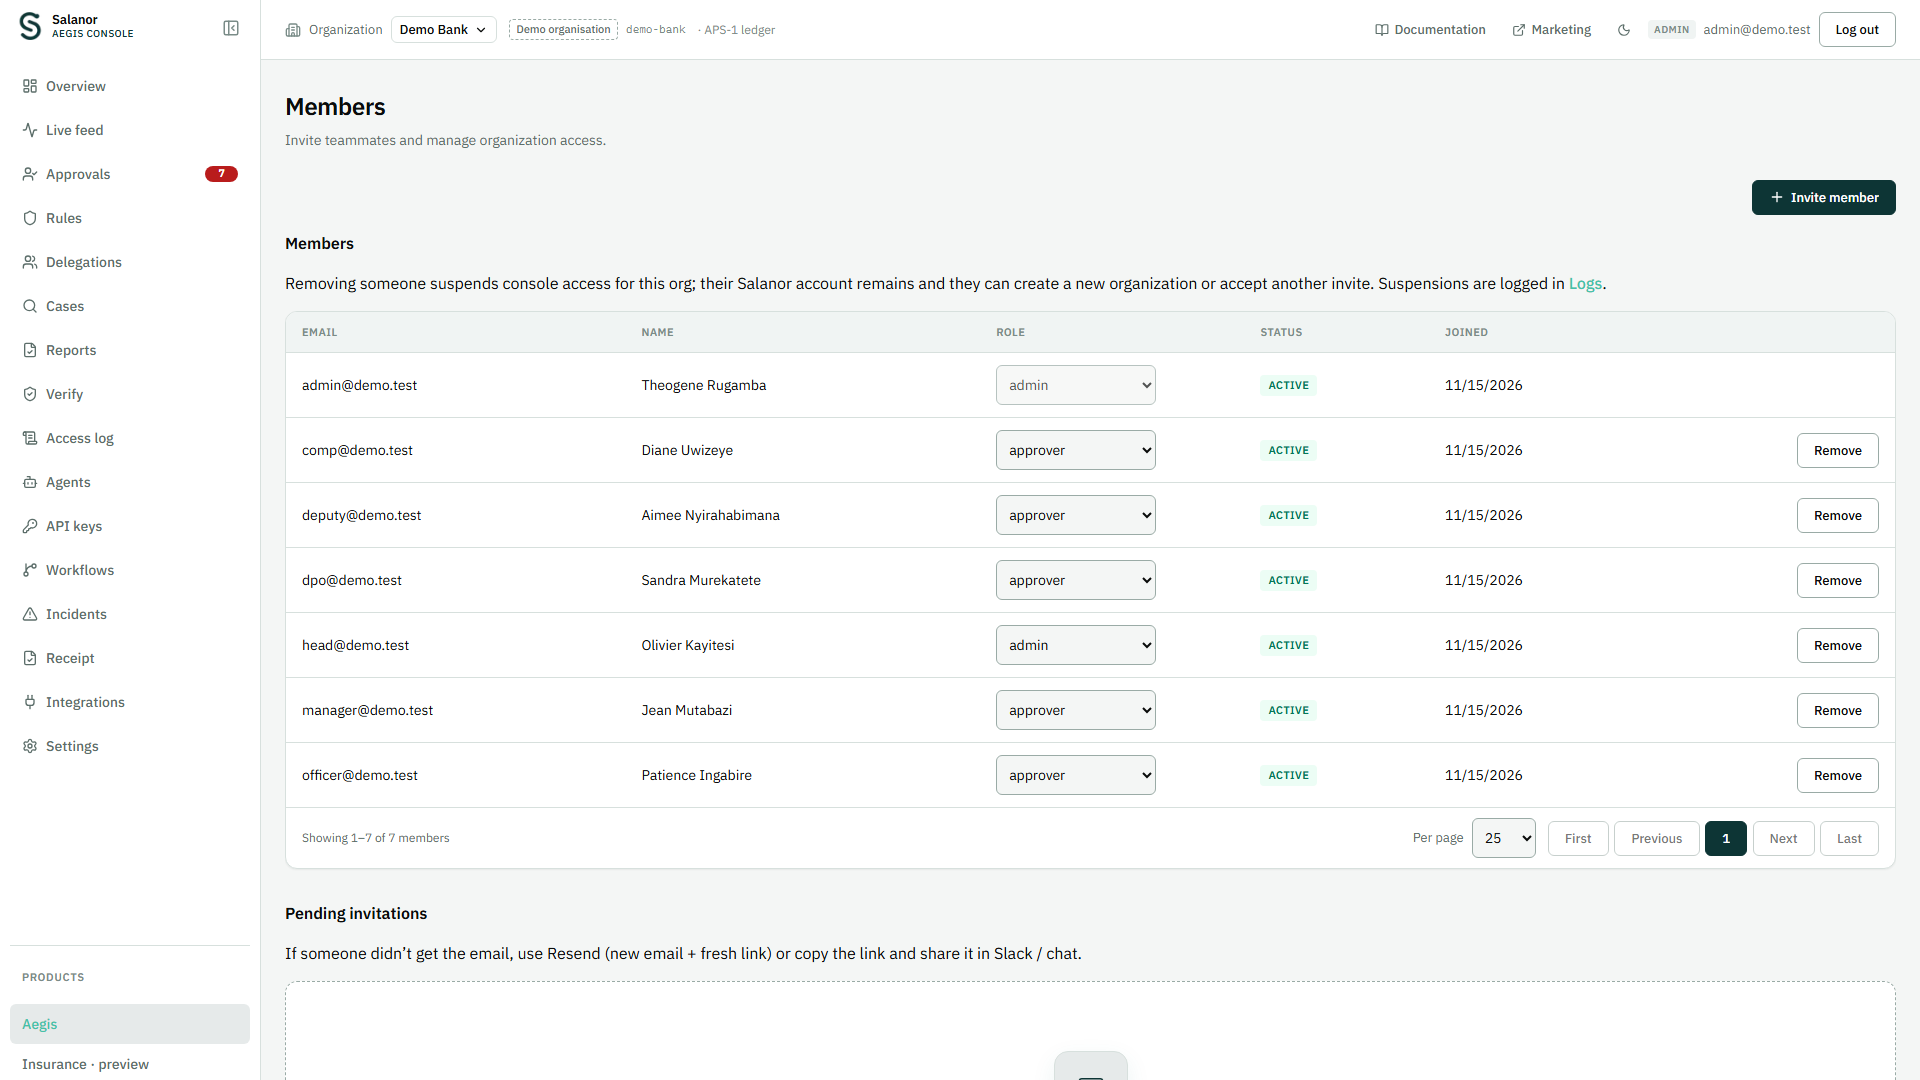 Salanor
AEGIS CONSOLE
Overview
Live feed
Approvals 7
Rules
Delegations
Cases
Reports
Verify
Access log
Agents
API keys
Workflows
Incidents
Receipt
Integrations
Settings
PRODUCTS
Aegis
Insurance · preview
Organization Demo Bank Demo organisation demo-bank · APS-1 ledger
Documentation Marketing ADMIN admin@demo.test Log out
Members
Invite teammates and manage organization access.
+ Invite member
Members
Removing someone suspends console access for this org; their Salanor account remains and they can create a new organization or accept another invite. Suspensions are logged in Logs.
EMAIL NAME ROLE STATUS JOINED
admin@demo.test Theogene Rugamba admin ACTIVE 11/15/2026
comp@demo.test Diane Uwizeye approver ACTIVE 11/15/2026 Remove
deputy@demo.test Aimee Nyirahabimana approver ACTIVE 11/15/2026 Remove
dpo@demo.test Sandra Murekatete approver ACTIVE 11/15/2026 Remove
head@demo.test Olivier Kayitesi admin ACTIVE 11/15/2026 Remove
manager@demo.test Jean Mutabazi approver ACTIVE 11/15/2026 Remove
officer@demo.test Patience Ingabire approver ACTIVE 11/15/2026 Remove
Showing 1–7 of 7 members Per page 25 First Previous 1 Next Last
Pending invitations
If someone didn’t get the email, use Resend (new email + fresh link) or copy the link and share it in Slack / chat.